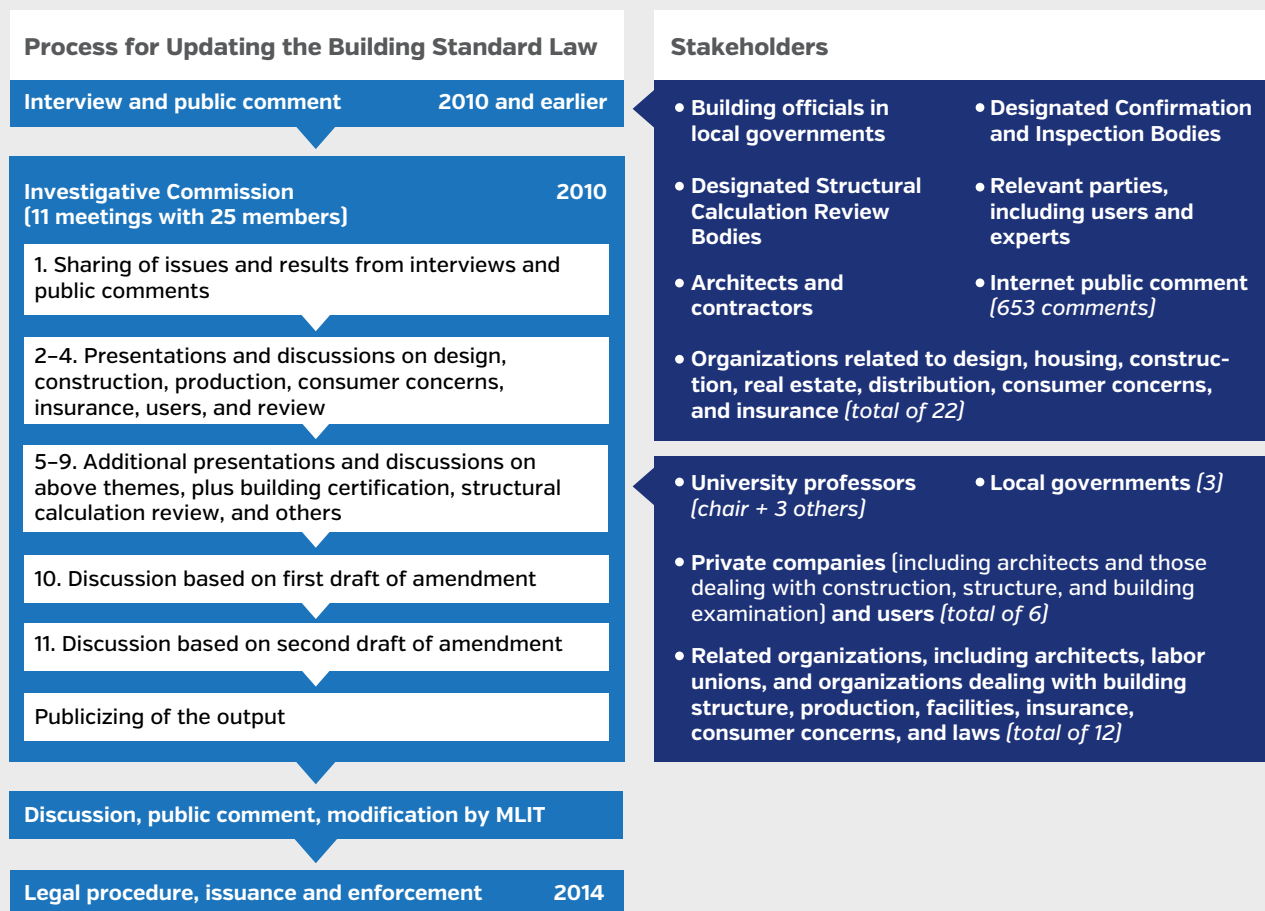 Process for Updating the Building Standard Law
Interview and public comment 2010 and earlier
Investigative Commission 2010
(11 meetings with 25 members)
1. Sharing of issues and results from interviews and
public comments
2–4. Presentations and discussions on design,
construction, production, consumer concerns,
insurance, users, and review
5–9. Additional presentations and discussions on
above themes, plus building certification, structural
calculation review, and others
10. Discussion based on first draft of amendment
11. Discussion based on second draft of amendment
Publicizing of the output
Discussion, public comment, modification by MLIT
Legal procedure, issuance and enforcement 2014
Stakeholders
• Building officials in
local governments
• Designated Confirmation
and Inspection Bodies
• Designated Structural
Calculation Review
Bodies
• Relevant parties,
including users and
experts
• Architects and
contractors
• Internet public comment
(653 comments)
• Organizations related to design, housing, construc-
tion, real estate, distribution, consumer concerns,
and insurance (total of 22)
• University professors
(chair + 3 others)
• Local governments (3)
• Private companies (including architects and those
dealing with construction, structure, and building
examination) and users (total of 6)
• Related organizations, including architects, labor
unions, and organizations dealing with building
structure, production, facilities, insurance,
consumer concerns, and laws (total of 12)